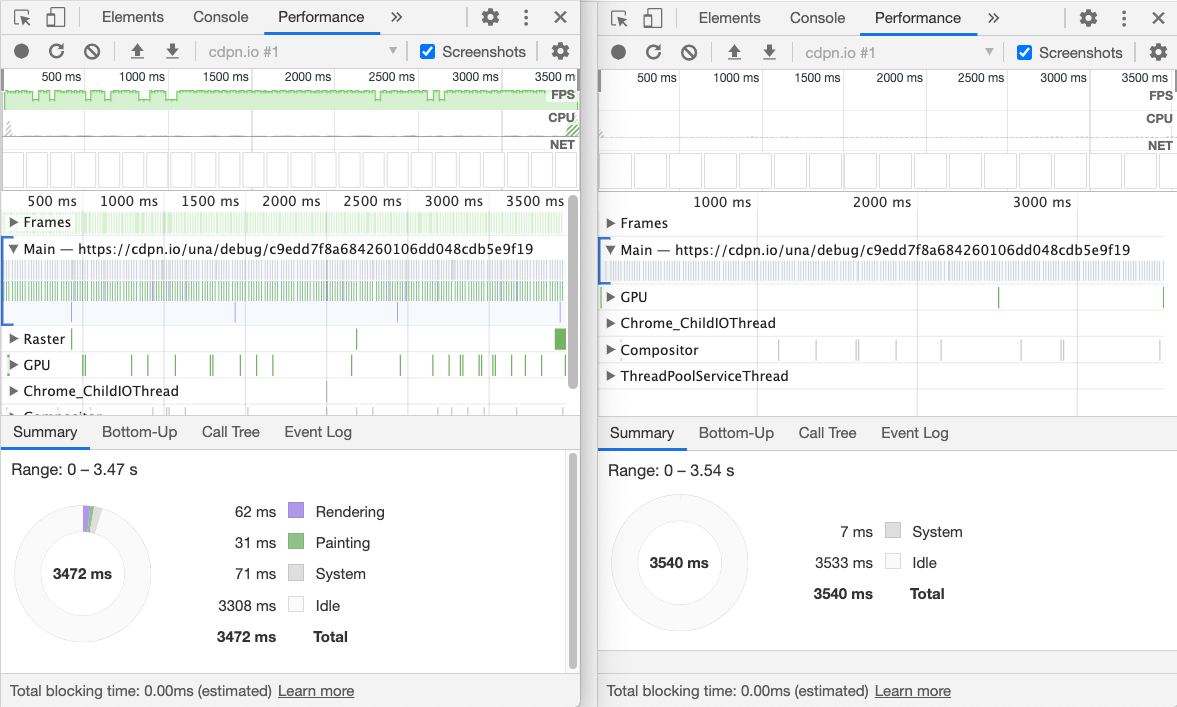 Elements Console Performance »
cdpn.io #1 Screenshots
500 ms 1000 ms 1500 ms 2000 ms 2500 ms 3000 ms 3500 m
FPS
CPU
NET
500 ms 1000 ms 1500 ms 2000 ms 2500 ms 3000 ms 3500 ms
Frames
Main — https://cdpn.io/una/debug/c9edd7f8a684260106dd048cdb5e9f19
Raster
GPU
Chrome_ChildIOThread
Compositor
Summary Bottom-Up Call Tree Event Log
Range: 0 – 3.47 s
3472 ms
62 ms Rendering
31 ms Painting
71 ms System
3308 ms Idle
3472 ms Total
Total blocking time: 0.00ms (estimated) Learn more
Elements Console Performance »
cdpn.io #1 Screenshots
500 ms 1000 ms 1500 ms 2000 ms 2500 ms 3000 ms 3500 ms
FPS
CPU
NET
1000 ms 2000 ms 3000 ms
Frames
Main — https://cdpn.io/una/debug/c9edd7f8a684260106dd048cdb5e9f19
GPU
Chrome_ChildIOThread
Compositor
ThreadPoolServiceThread
Summary Bottom-Up Call Tree Event Log
Range: 0 – 3.54 s
3540 ms
7 ms System
3533 ms Idle
3540 ms Total
Total blocking time: 0.00ms (estimated) Learn more